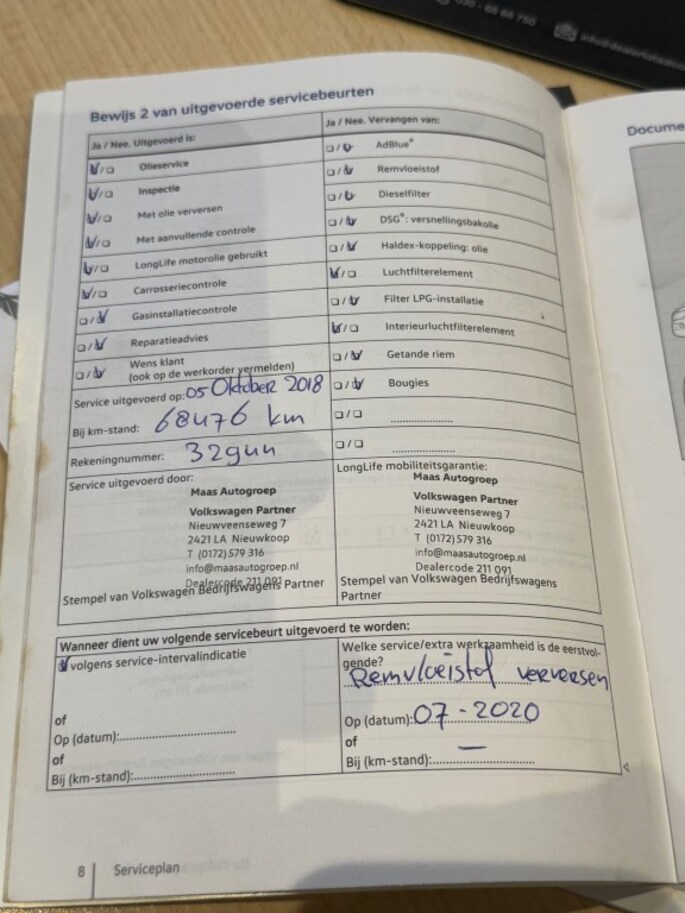 Bewijs 2 van uitgevoerde servicebeurten
Ja / Nee. Uitgevoerd is:
Olieservice
Inspectie
Met olie verversen
Met aanvullende controle
LongLife motorolie gebruikt
Carrosseriecontrole
Gasinstallatiecontrole
Reparatieadvies
Wens klant
(ook op de werkorder vermelden)
Service uitgevoerd op: 05 Oktober 2018
Bij km-stand: 68476 km
Rekeningnummer: 32gun
Ja / Nee. Vervangen van:
AdBlue®
Remvloeistof
Dieselfilter
DSG®: versnellingsbakolie
Haldex-koppeling: olie
Luchtfilterelement
Filter LPG-installatie
Interieurluchtfilterelement
Getande riem
Bougies
Service uitgevoerd door:
Maas Autogroep
Volkswagen Partner
Nieuwveenseweg 7
2421 LA Nieuwkoop
T (0172) 579 316
info@maasautogroep.nl
Dealercode 211 091
Stempel van Volkswagen Bedrijfswagens Partner
LongLife mobiliteitsgarantie:
Maas Autogroep
Volkswagen Partner
Nieuwveenseweg 7
2421 LA Nieuwkoop
T (0172) 579 316
info@maasautogroep.nl
Dealercode 211 091
Stempel van Volkswagen Bedrijfswagens
Partner
Wanneer dient uw volgende servicebeurt uitgevoerd te worden:
volgens service-intervalindicatie
of
Op (datum):
of
Bij (km-stand):
Welke service/extra werkzaamheid is de eerstvol-
gende?
Remvloeistof verversen
Op (datum): 07-2020
of
Bij (km-stand): —
8 Serviceplan
Docume